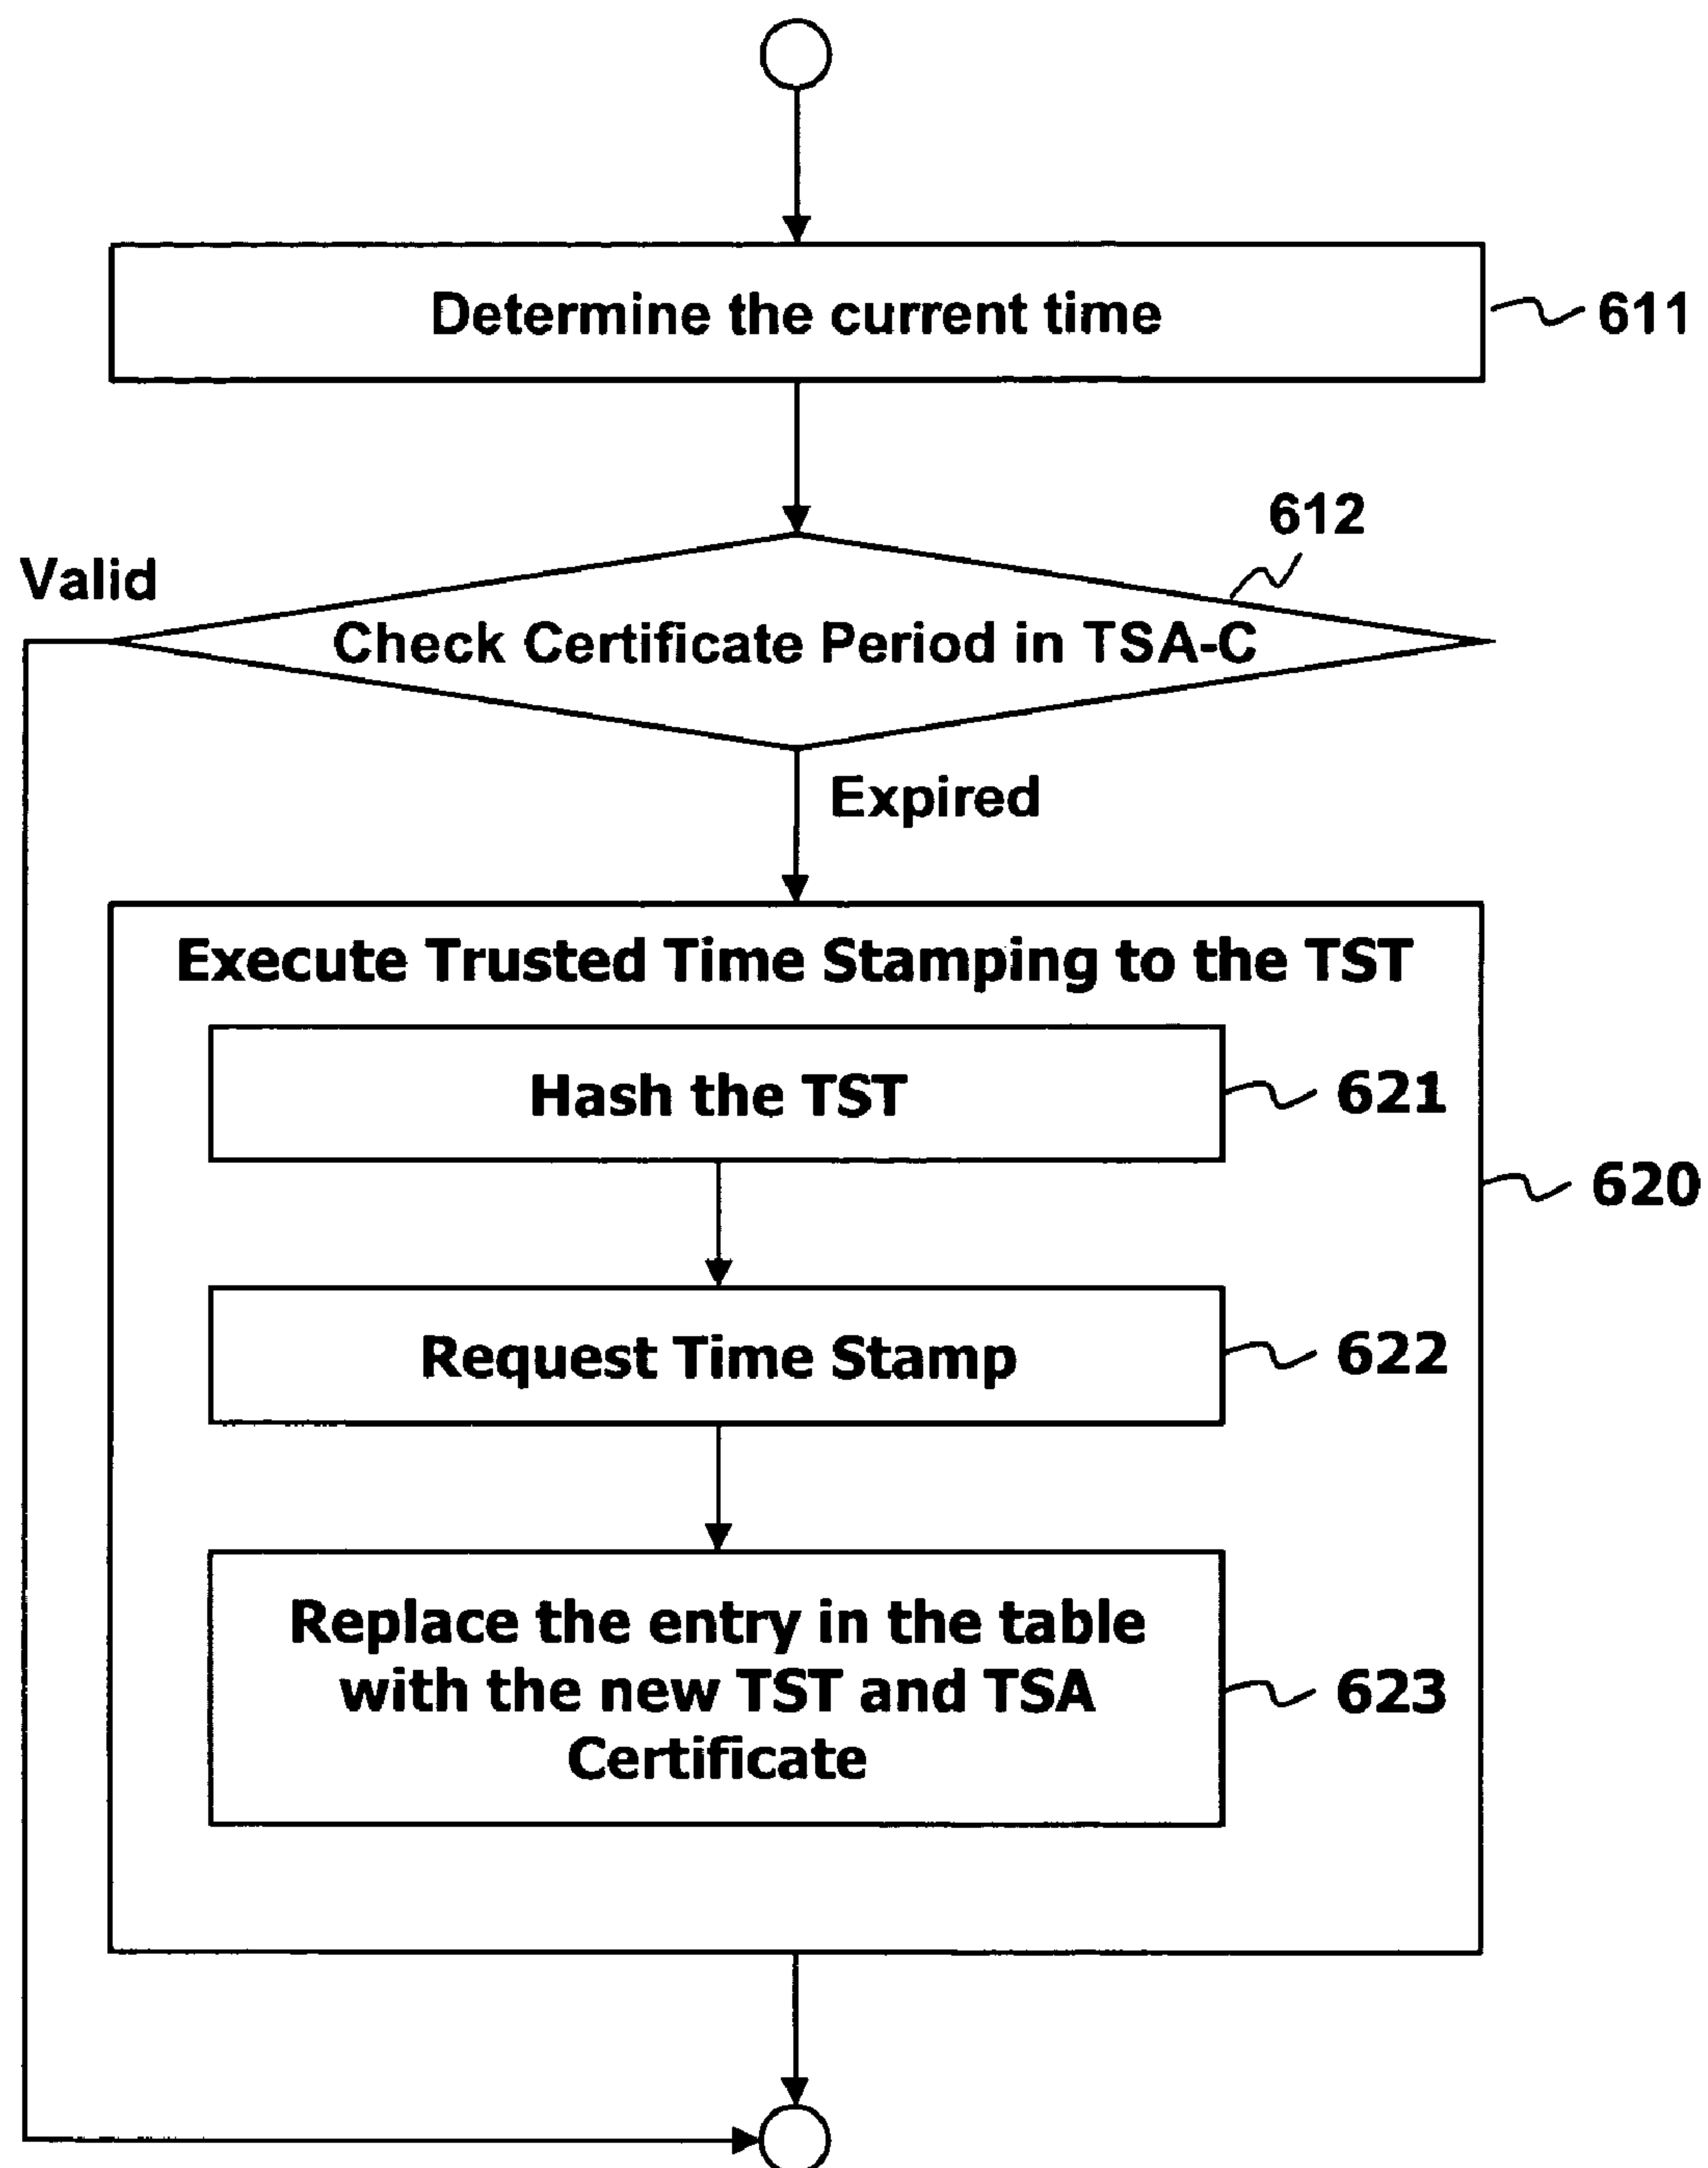 Determine the current time
611
612
Valid
Check Certificate Period in TSA-C
Expired
Execute Trusted Time Stamping to the TST
Hash the TST
621
620
Request Time Stamp
622
Replace the entry in the table
with the new TST and TSA
Certificate
623